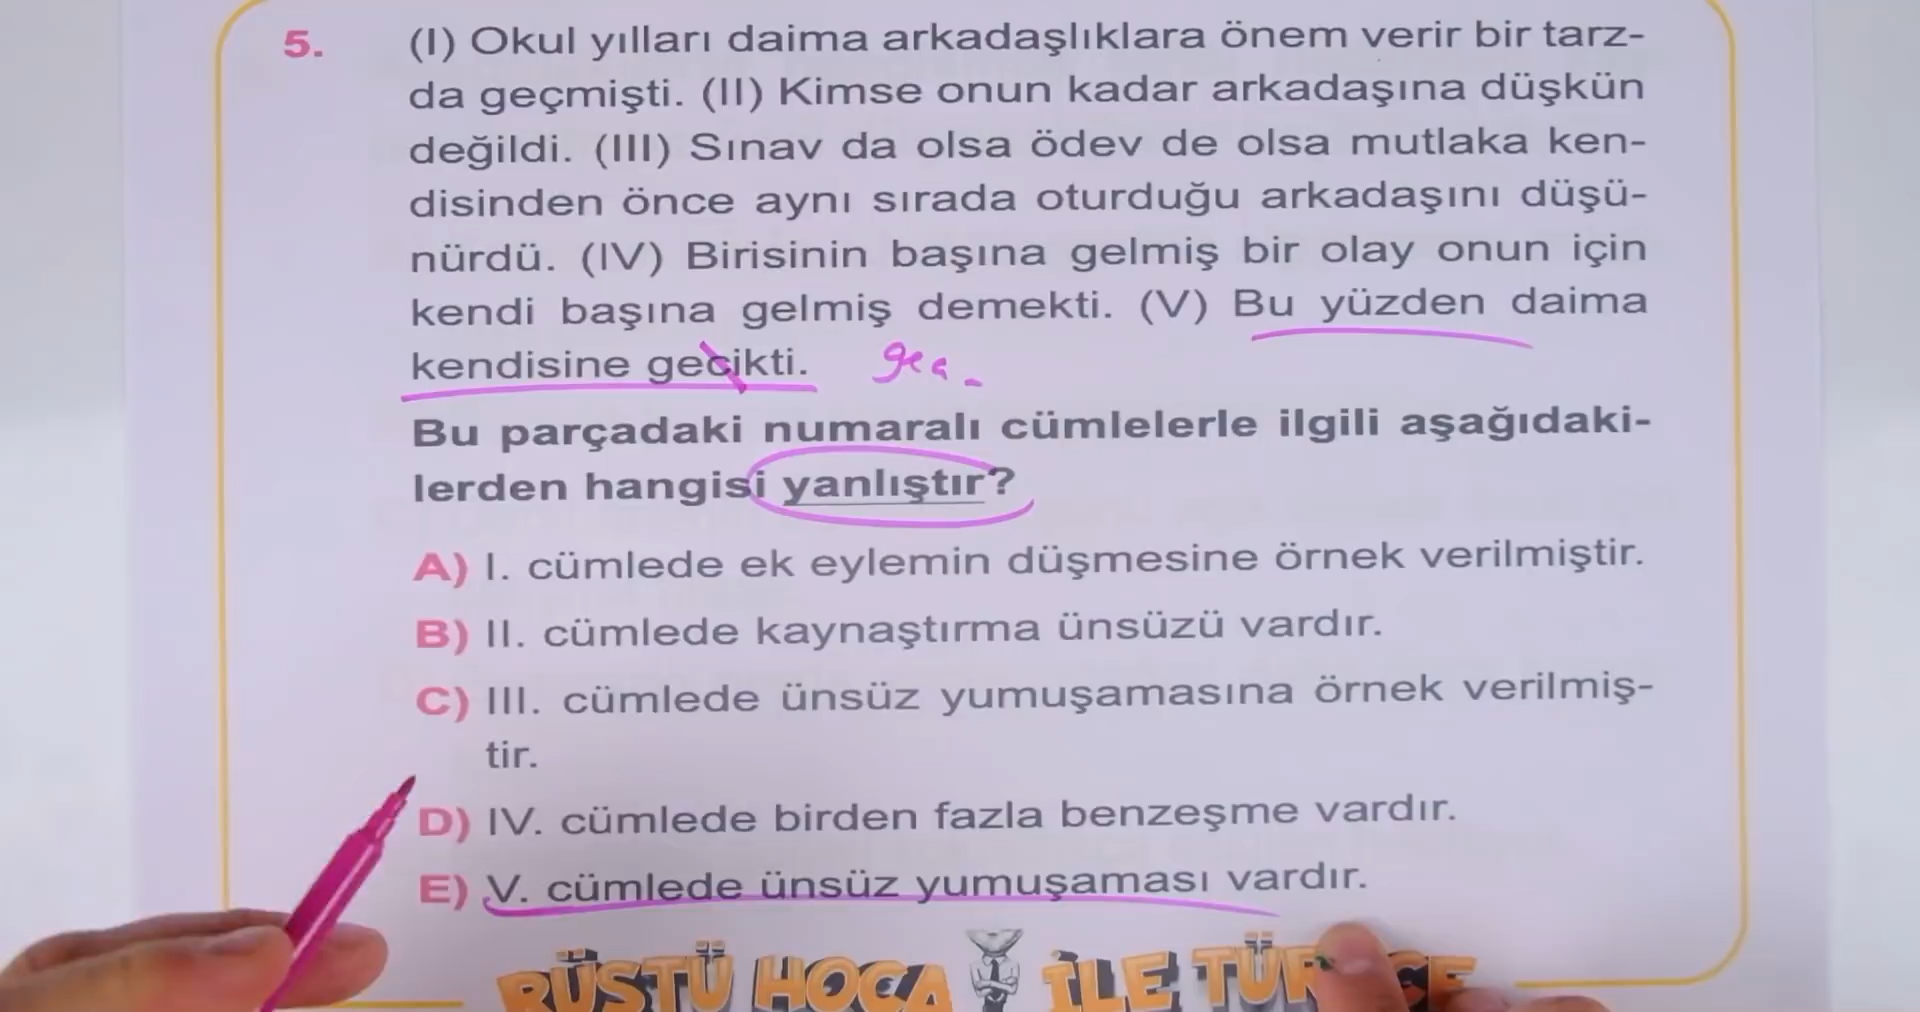 5. (I) Okul yılları daima arkadaşlıklara önem verir bir tarz-
da geçmişti. (II) Kimse onun kadar arkadaşına düşkün
değildi. (III) Sınav da olsa ödev de olsa mutlaka ken-
disinden önce aynı sırada oturduğu arkadaşını düşü-
nürdü. (IV) Birisinin başına gelmiş bir olay onun için
kendi başına gelmiş demekti. (V) Bu yüzden daima
kendisine gecikti.
Bu parçadaki numaralı cümlelerle ilgili aşağıdaki-
lerden hangisi yanlıştır?
A) I. cümlede ek eylemin düşmesine örnek verilmiştir.
B) II. cümlede kaynaştırma ünsüzü vardır.
C) III. cümlede ünsüz yumuşamasına örnek verilmiş-
tir.
D) IV. cümlede birden fazla benzeşme vardır.
E) V. cümlede ünsüz yumuşaması vardır.
RÜSTÜ HOCA İLE